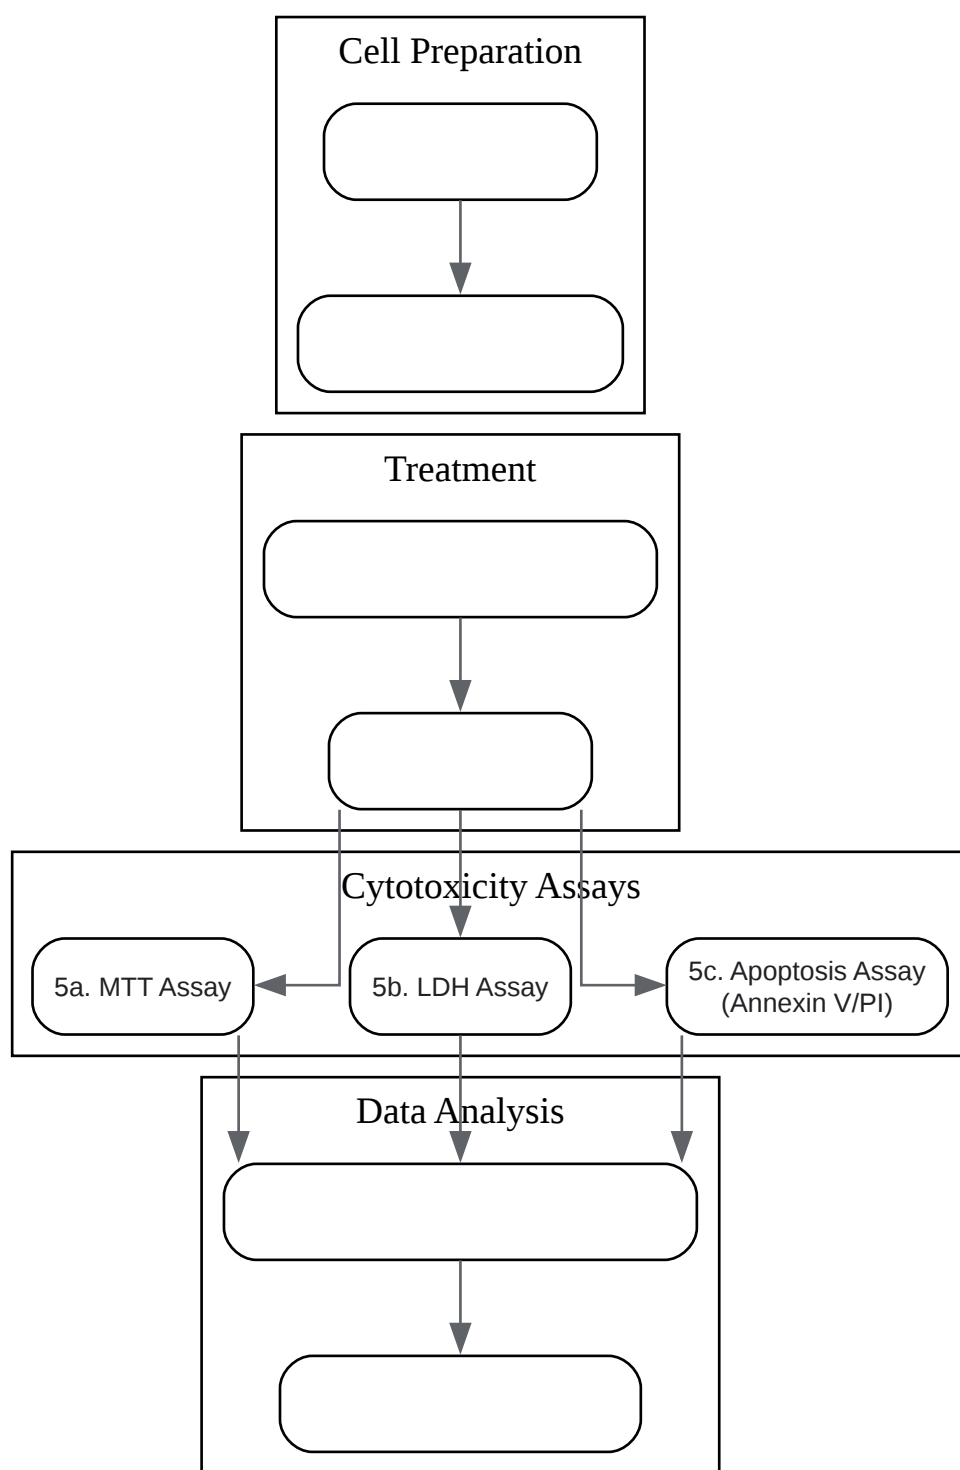 Cell Preparation
Treatment
Cytotoxicity Assays
5a. MTT Assay
5b. LDH Assay
5c. Apoptosis Assay
(Annexin V/PI)
Data Analysis